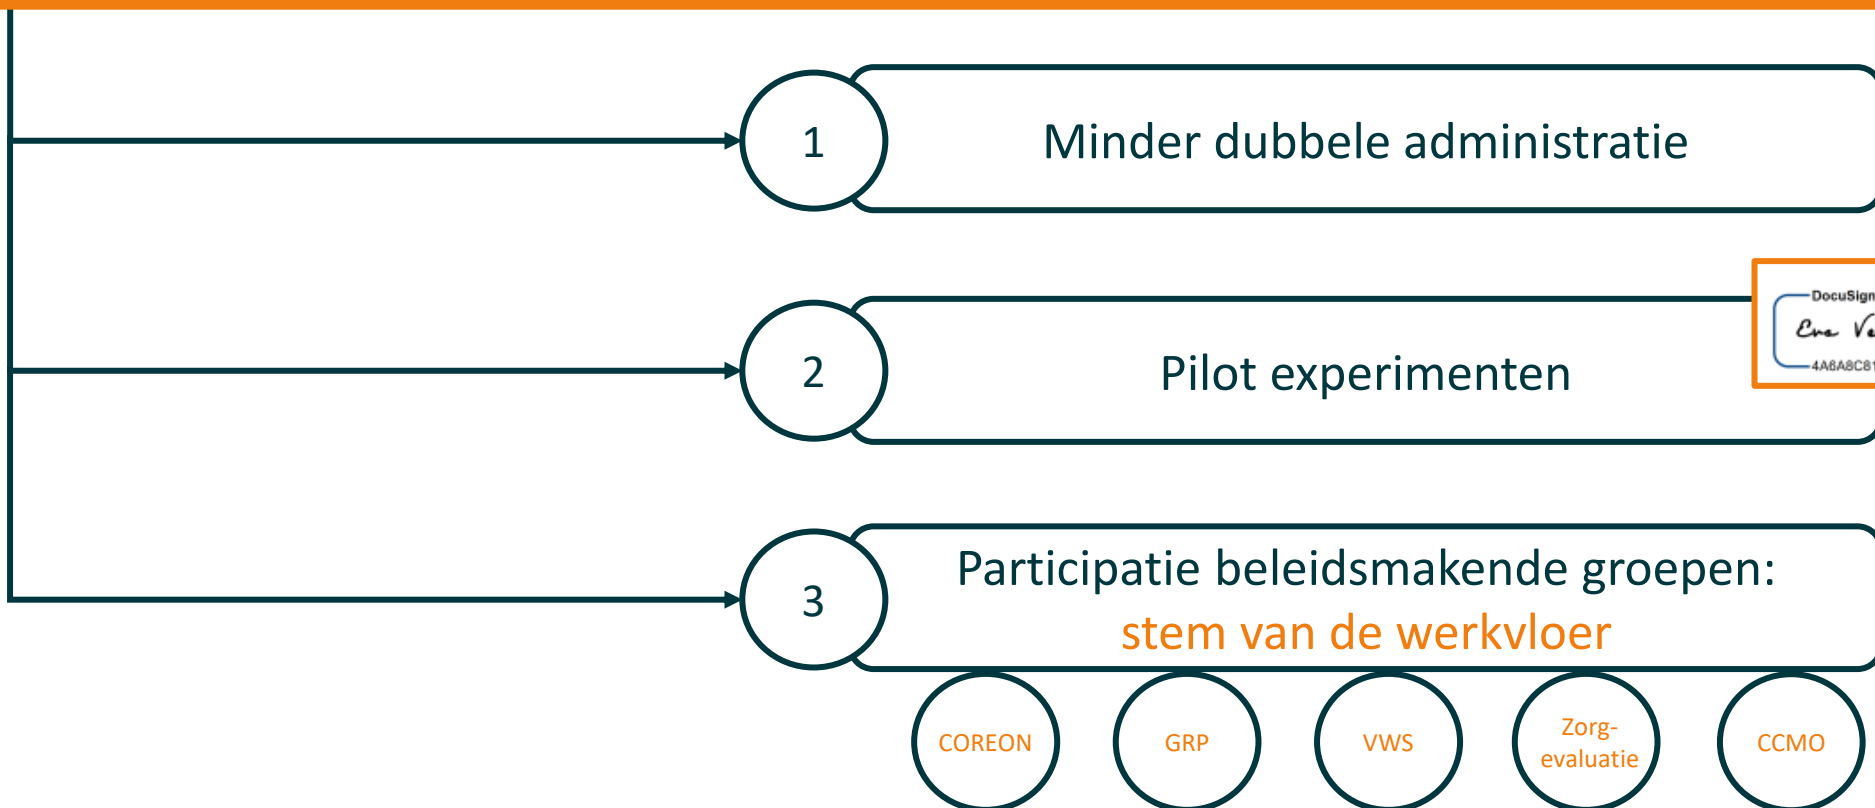 1
Minder dubbele administratie
DocuSign
2
Pilot experimenten
3
Participatie beleidsmakende groepen:
stem van de werkvloer
COREON
GRP
VWS
Zorg-
evaluatie
CCMO